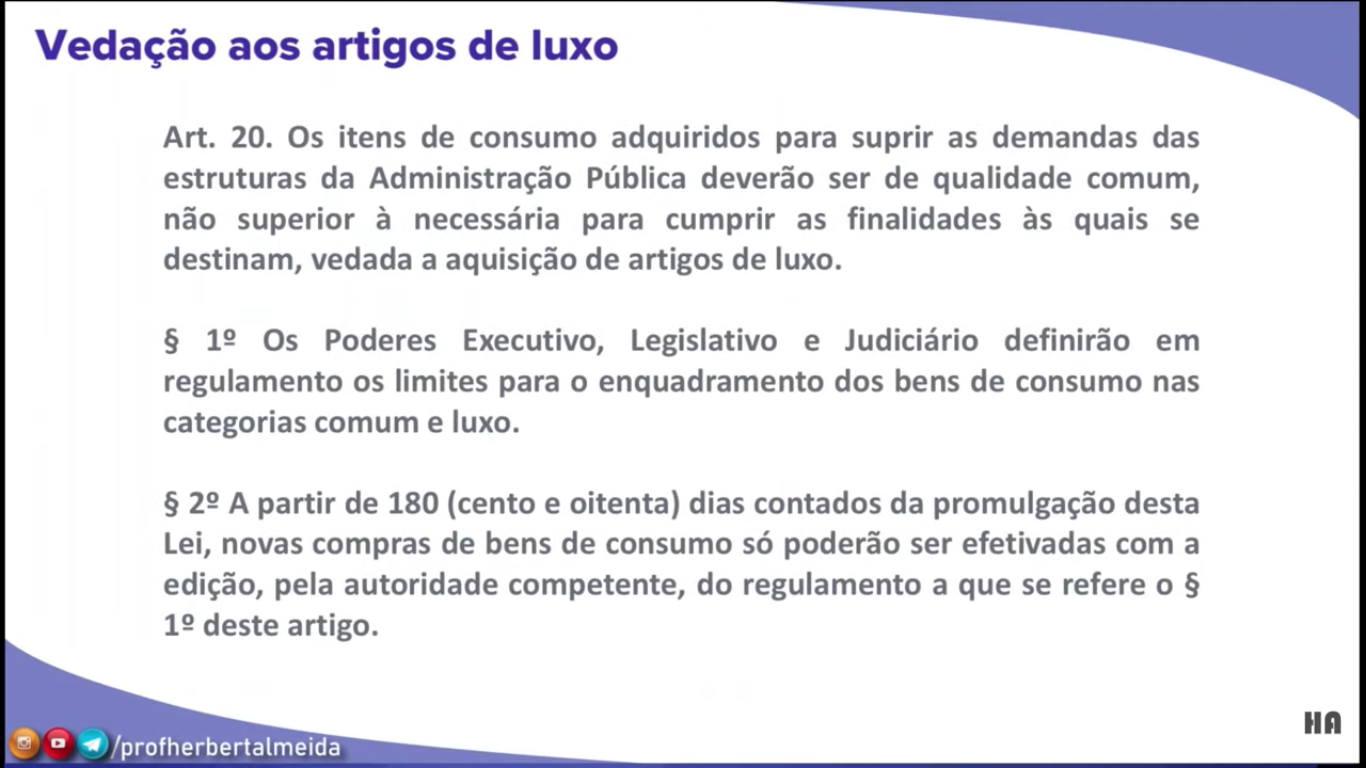 Vedação aos artigos de luxo
Art. 20. Os itens de consumo adquiridos para suprir as demandas das
estruturas da Administração Pública deverão ser de qualidade comum,
não superior à necessária para cumprir as finalidades às quais se
destinam, vedada a aquisição de artigos de luxo.
§ 1º Os Poderes Executivo, Legislativo e Judiciário definirão em
regulamento os limites para o enquadramento dos bens de consumo nas
categorias comum e luxo.
§ 2º A partir de 180 (cento e oitenta) dias contados da promulgação desta
Lei, novas compras de bens de consumo só poderão ser efetivadas com a
edição, pela autoridade competente, do regulamento a que se refere o §
1º deste artigo.
HA
/profherbertalmeida